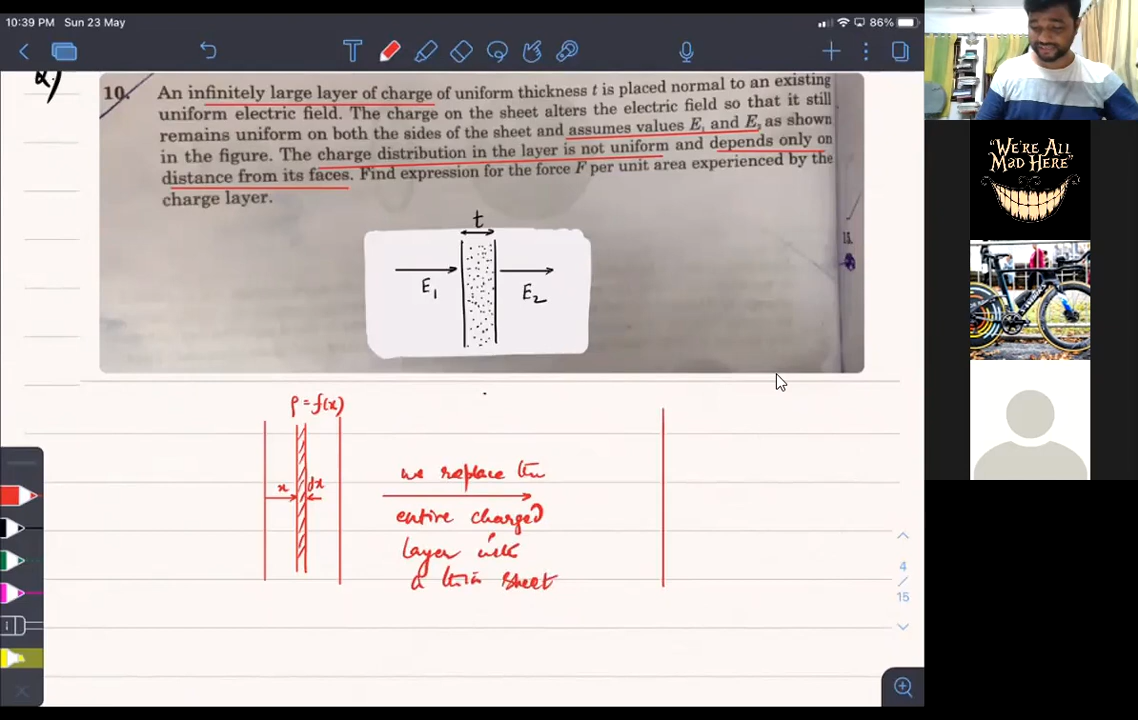 10:39 PM Sun 23 May
86%
Q.)
10. An infinitely large layer of charge of uniform thickness t is placed normal to an existing
uniform electric field. The charge on the sheet alters the electric field so that it still
remains uniform on both the sides of the sheet and assumes values E₁ and E₂ as shown
in the figure. The charge distribution in the layer is not uniform and depends only on
distance from its faces. Find expression for the force F per unit area experienced by the
charge layer.
t
E₁
E₂
ρ = f(x)
x
dx
we replace the
entire charged
layer with
a thin sheet
4
/
15
"WE'RE ALL
MAD HERE"